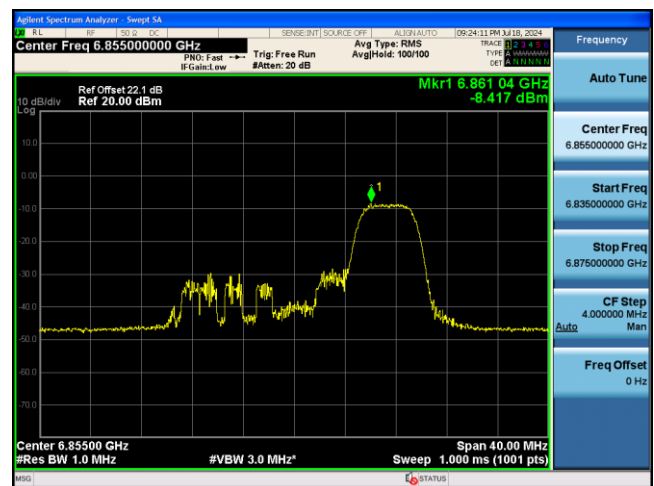 Agilent Spectrum Analyzer - Swept SA
RL RF 50 Ω DC SENSE:INT SOURCE OFF ALIGN AUTO 09:24:11 PM Jul 18, 2024
Center Freq 6.855000000 GHz
PNO: Fast
IFGain:Low
Trig: Free Run
#Atten: 20 dB
Avg Type: RMS
Avg|Hold: 100/100
TRACE 1 2 3 4 5 6
TYPE A WWWWW
DET A N N N N N
Ref Offset 22.1 dB
10 dB/div Ref 20.00 dBm
Log
Mkr1 6.861 04 GHz
-8.417 dBm
10.0
0.00
-10.0
-20.0
-30.0
-40.0
-50.0
-60.0
-70.0
1
Center 6.85500 GHz
Span 40.00 MHz
#Res BW 1.0 MHz
#VBW 3.0 MHz*
Sweep 1.000 ms (1001 pts)
MSG STATUS
Frequency
Auto Tune
Center Freq
6.855000000 GHz
Start Freq
6.835000000 GHz
Stop Freq
6.875000000 GHz
CF Step
4.000000 MHz
Auto Man
Freq Offset
0 Hz